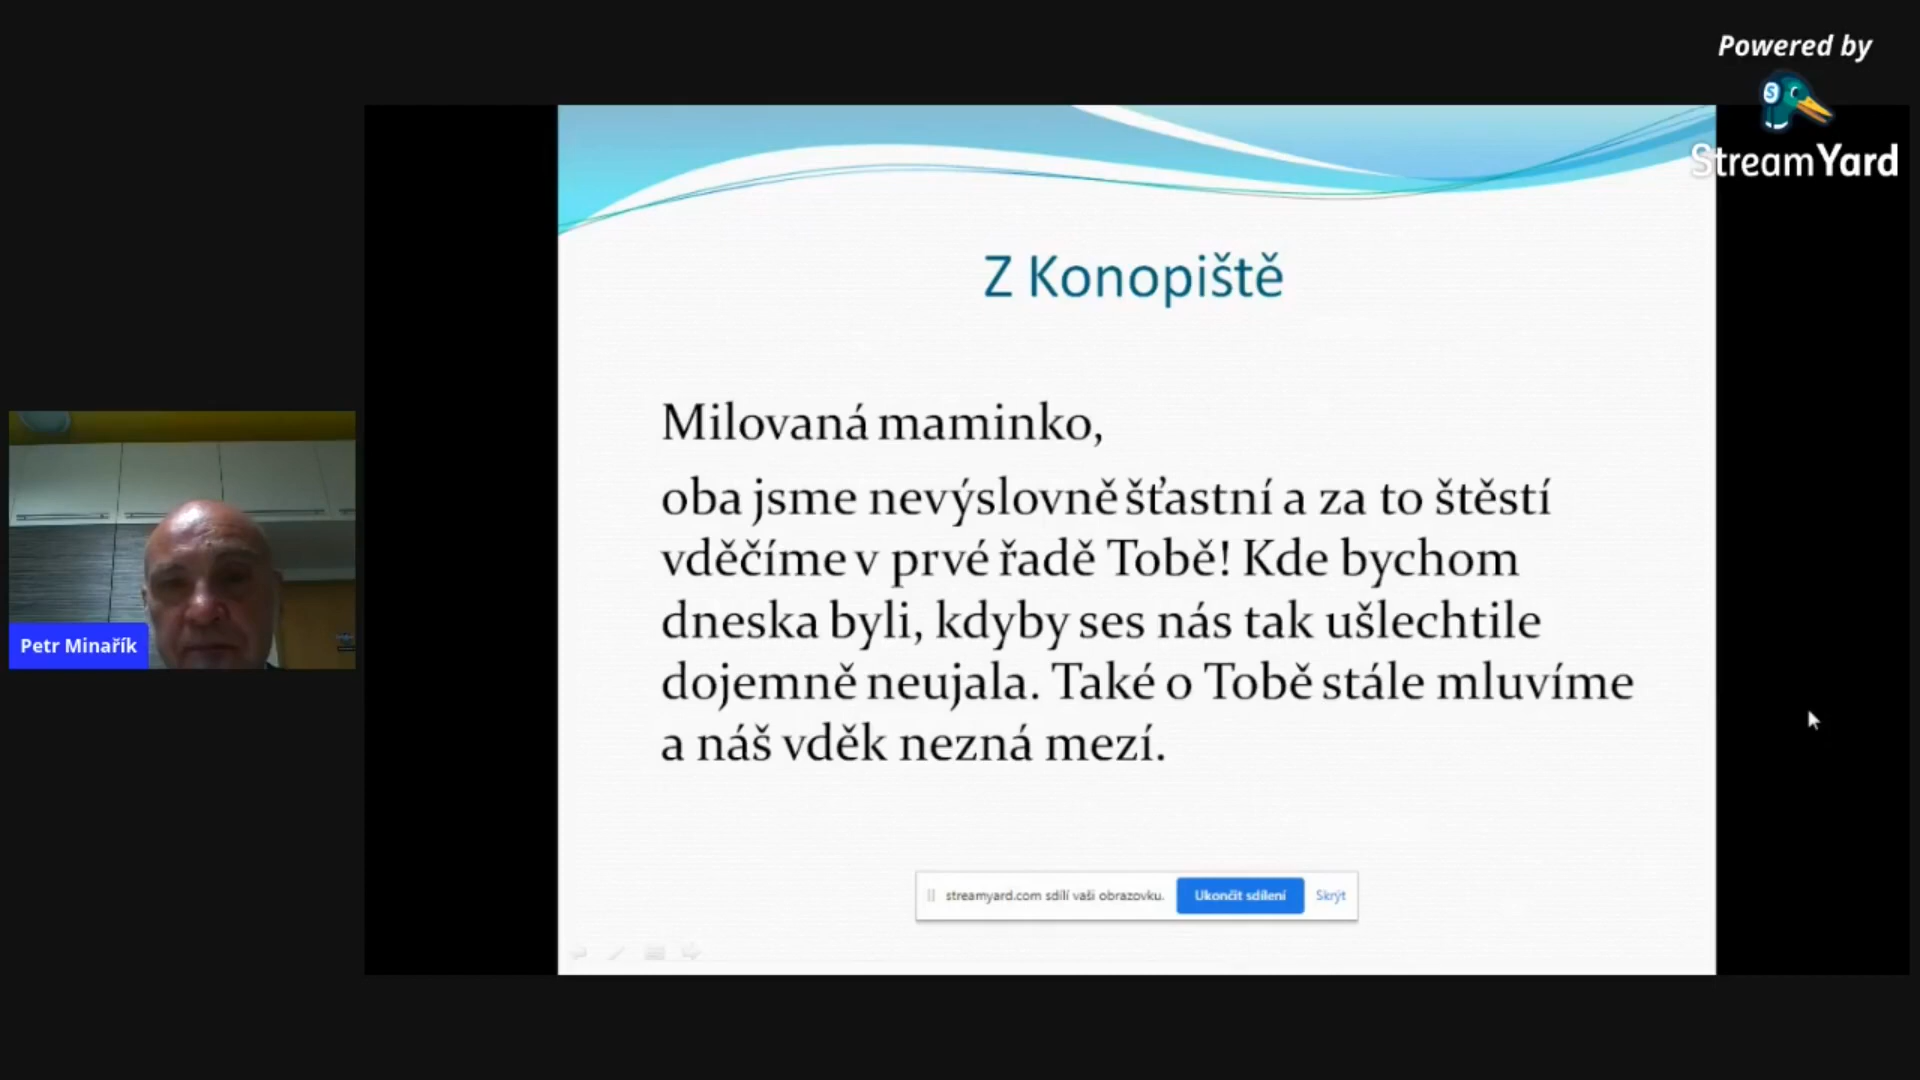 Powered by
StreamYard
Z Konopiště
Milovaná maminko,
oba jsme nevýslovně šťastní a za to štěstí
vděčíme v prvé řadě Tobě! Kde bychom
dneska byli, kdyby ses nás tak ušlechtile
dojemně neujala. Také o Tobě stále mluvíme
a náš vděk nezná mezí.
Petr Minařík
streamyard.com sdílí vaši obrazovku. Ukončit sdílení Skrýt